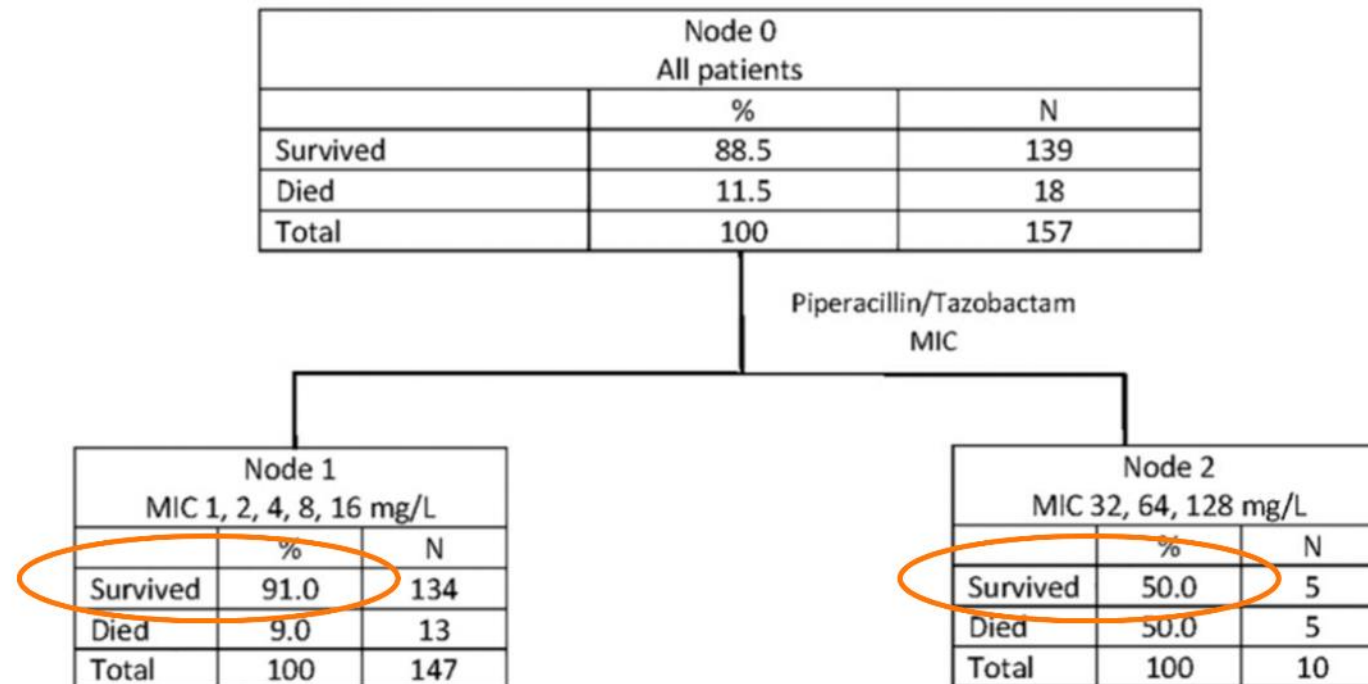 Node 0
All patients
% N
Survived 88.5 139
Died 11.5 18
Total 100 157
Piperacillin/Tazobactam
MIC
Node 1
MIC 1, 2, 4, 8, 16 mg/L
% N
Survived 91.0 134
Died 9.0 13
Total 100 147
Node 2
MIC 32, 64, 128 mg/L
% N
Survived 50.0 5
Died 50.0 5
Total 100 10